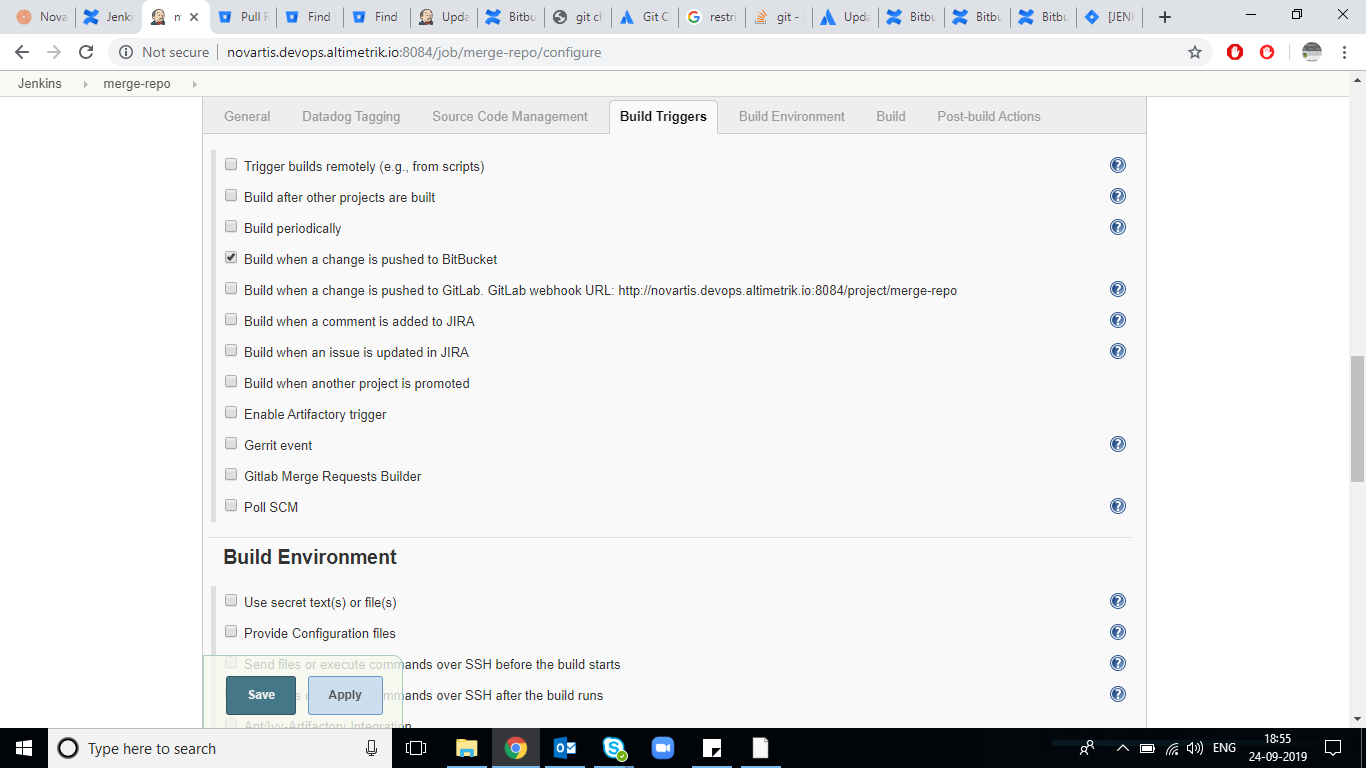 Nova
Jenki
m
Pull F
Find
Find
Upda
Bitbu
git cl
Git C
restri
git -
Upda
Bitbu
Bitbu
Bitbu
[JENI
Not secure
novartis.devops.altimetrik.io:8084/job/merge-repo/configure
Jenkins
merge-repo
General
Datadog Tagging
Source Code Management
Build Triggers
Build Environment
Build
Post-build Actions
Trigger builds remotely (e.g., from scripts)
Build after other projects are built
Build periodically
Build when a change is pushed to BitBucket
Build when a change is pushed to GitLab. GitLab webhook URL: http://novartis.devops.altimetrik.io:8084/project/merge-repo
Build when a comment is added to JIRA
Build when an issue is updated in JIRA
Build when another project is promoted
Enable Artifactory trigger
Gerrit event
Gitlab Merge Requests Builder
Poll SCM
Build Environment
Use secret text(s) or file(s)
Provide Configuration files
Send files or execute commands over SSH before the build starts
mmands over SSH after the build runs
Save
Apply
Ant/Ivy-Artifactory Integration
Type here to search
ENG
18:55
24-09-2019